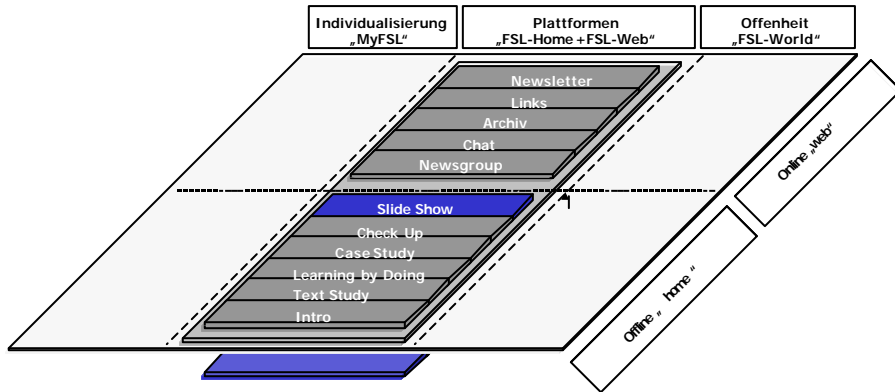 Individualisierung
„MyFSL“
Plattformen
„FSL-Home+FSL-Web“
Offenheit
„FSL-World“
Newsletter
Links
Archiv
Chat
Newsgroup
Slide Show
Check Up
Case Study
Learning by Doing
Text Study
Intro
Online „web“
Offline „ home “